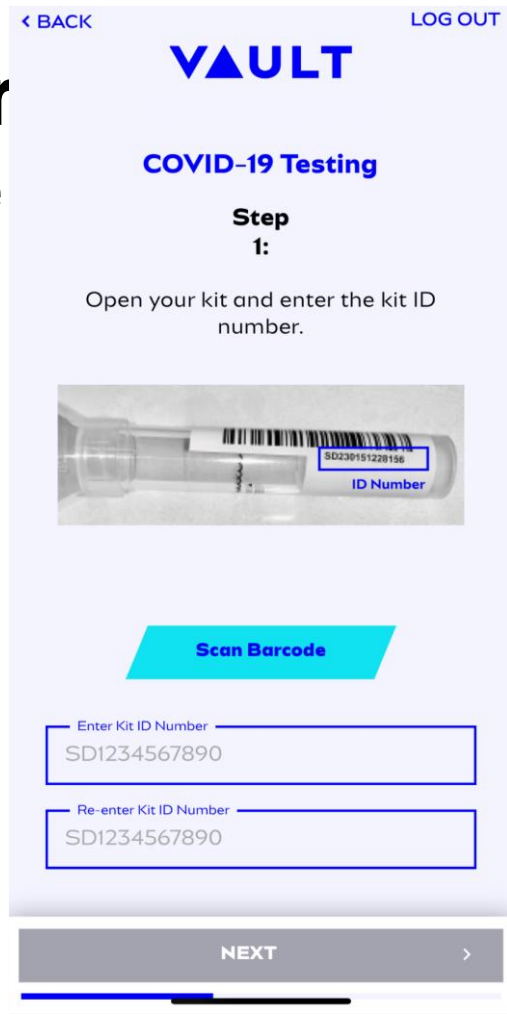 < BACK
LOG OUT
VAULT
COVID-19 Testing
Step
1:
Open your kit and enter the kit ID
number.
SD230151228156
ID Number
Scan Barcode
Enter Kit ID Number
SD1234567890
Re-enter Kit ID Number
SD1234567890
NEXT >